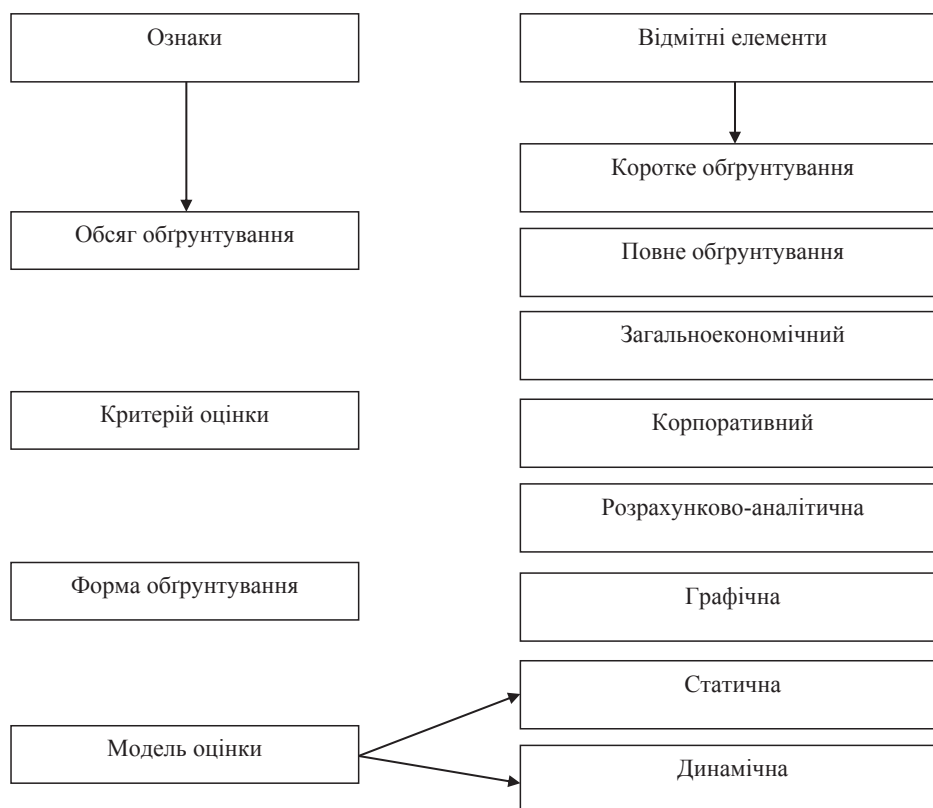 Ознаки
Відмітні елементи
Коротке обґрунтування
Обсяг обґрунтування
Повне обґрунтування
Загальноекономічний
Критерій оцінки
Корпоративний
Розрахунково-аналітична
Форма обґрунтування
Графічна
Статична
Модель оцінки
Динамічна